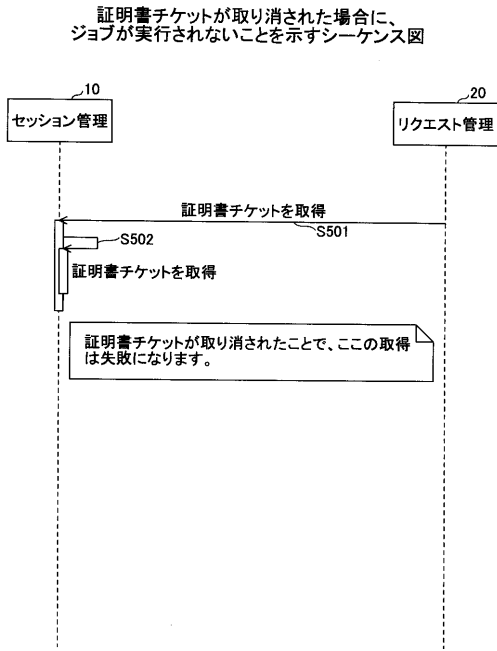 証明書チケットが取り消された場合に、
ジョブが実行されないことを示すシーケンス図
10
20
セッション管理
リクエスト管理
証明書チケットを取得
S501
S502
証明書チケットを取得
証明書チケットが取り消されたことで、ここの取得
は失敗になります。